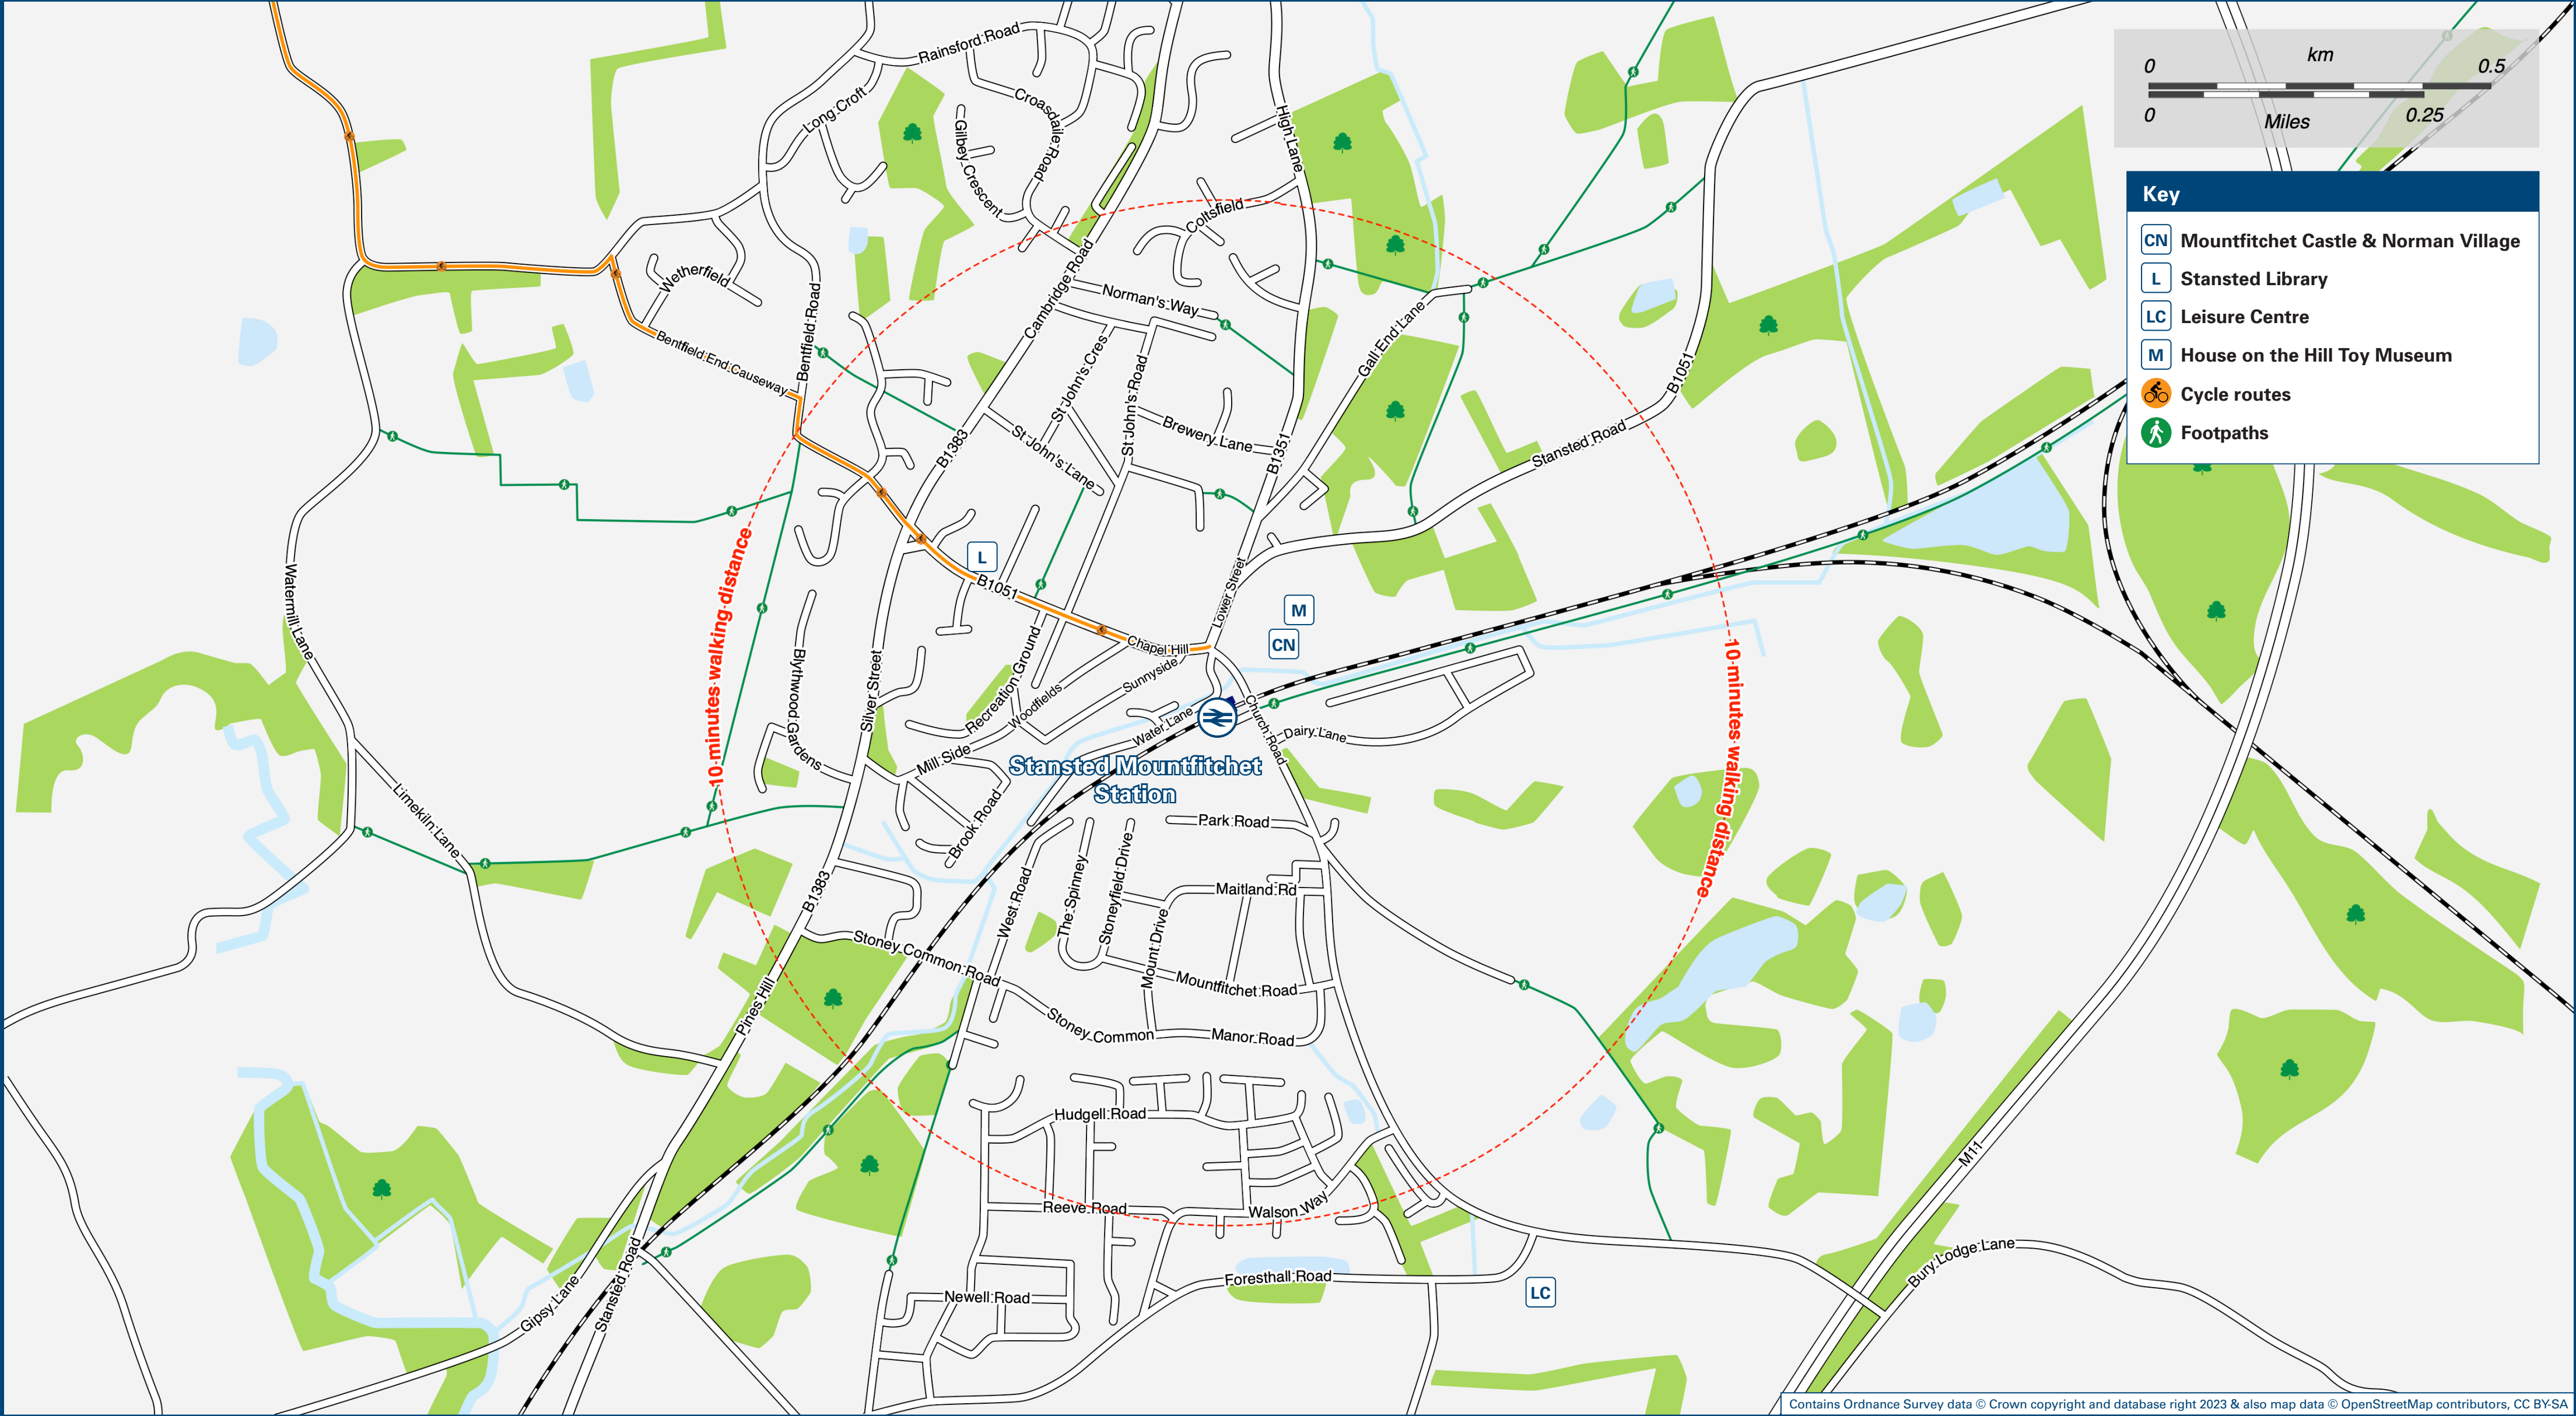 km
0
0.5
0
0.25
Miles
Key
CN
Mountfitchet Castle & Norman Village
L
Stansted Library
LC
Leisure Centre
M
House on the Hill Toy Museum
Cycle routes
Footpaths
Rainsford Road
Long Croft
Croasdaile Road
Gilbey Crescent
High Lane
Coltsfield
Wetherfield
Cambridge Road
Norman's Way
Bentfield Road
Bentfield End Causeway
St John's Cres
St John's Road
Gall End Lane
B1051
Brewery Lane
St John's Lane
B1383
B1351
Stansted Road
10 minutes walking distance
L
B1051
Lower Street
M
CN
Chapel Hill
Watermill Lane
Blythwood Gardens
Silver Street
Recreation Ground
Woodfields
Sunnyside
Water Lane
Church Road
Dairy Lane
10 minutes walking distance
Mill Side
Stansted Mountfitchet
Station
Limekiln Lane
Brook Road
Park Road
B1383
West Road
The Spinney
Stoneyfield Drive
Maitland Rd
Mount Drive
Stoney Common Road
Mountfitchet Road
Pines Hill
Stoney Common
Manor Road
Hudgell Road
M11
Reeve Road
Walson Way
Bury Lodge Lane
Foresthall Road
Gipsy Lane
Stansted Road
Newell Road
LC
Contains Ordnance Survey data © Crown copyright and database right 2023 & also map data © OpenStreetMap contributors, CC BY-SA